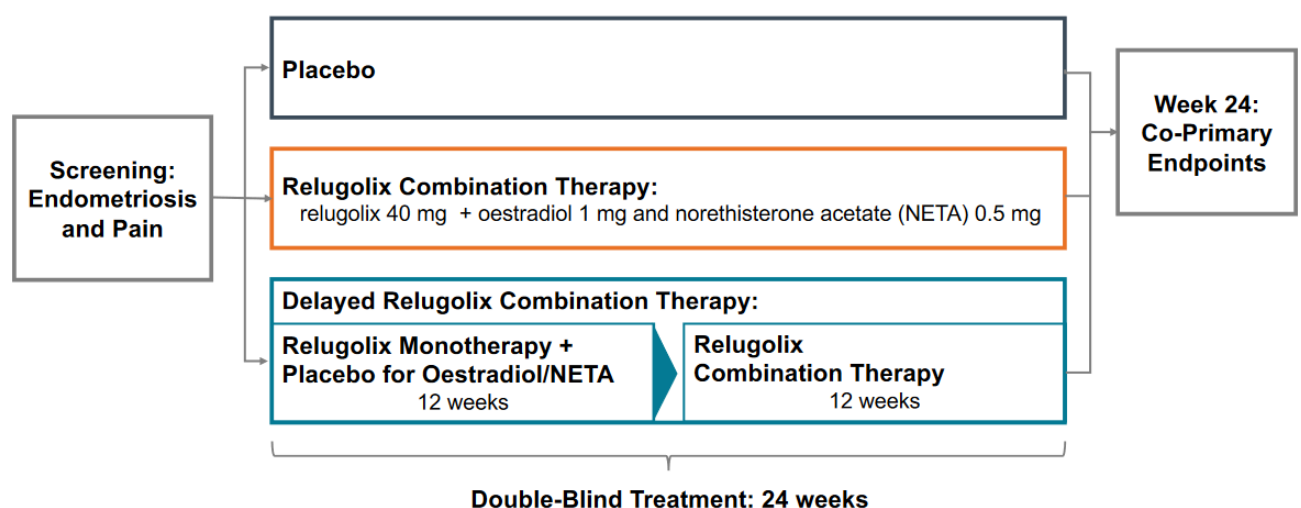 Placebo
Week 24:
Co-Primary
Endpoints
Screening:
Endometriosis
and Pain
Relugolix Combination Therapy:
relugolix 40 mg + oestradiol 1 mg and norethisterone acetate (NETA) 0.5 mg
Delayed Relugolix Combination Therapy:
Relugolix Monotherapy +
Placebo for Oestradiol/NETA
12 weeks
Relugolix
Combination Therapy
12 weeks
Double-Blind Treatment: 24 weeks